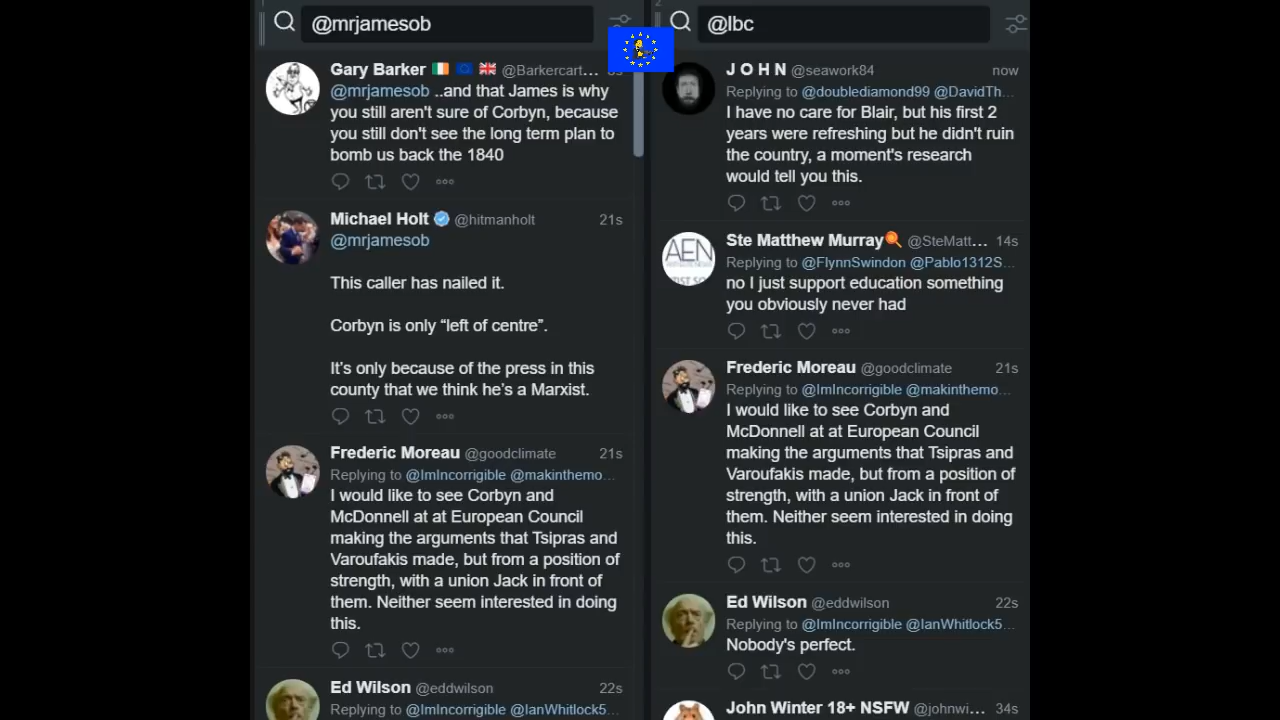 1
@mrjamesob
Gary Barker @Barkercart...
@mrjamesob ..and that James is why
you still aren't sure of Corbyn, because
you still don't see the long term plan to
bomb us back the 1840
Michael Holt @hitmanholt 21s
@mrjamesob
This caller has nailed it.
Corbyn is only “left of centre”.
It’s only because of the press in this
county that we think he’s a Marxist.
Frederic Moreau @goodclimate 21s
Replying to @ImIncorrigible @makinthemo...
I would like to see Corbyn and
McDonnell at at European Council
making the arguments that Tsipras and
Varoufakis made, but from a position of
strength, with a union Jack in front of
them. Neither seem interested in doing
this.
Ed Wilson @eddwilson 22s
Replying to @ImIncorrigible @IanWhitlock5...
2
@lbc
J O H N @seawork84 now
Replying to @doublediamond99 @DavidTh...
I have no care for Blair, but his first 2
years were refreshing but he didn't ruin
the country, a moment's research
would tell you this.
Ste Matthew Murray @SteMatt... 14s
Replying to @FlynnSwindon @Pablo1312S...
no I just support education something
you obviously never had
Frederic Moreau @goodclimate 21s
Replying to @ImIncorrigible @makinthemo...
I would like to see Corbyn and
McDonnell at at European Council
making the arguments that Tsipras and
Varoufakis made, but from a position of
strength, with a union Jack in front of
them. Neither seem interested in doing
this.
Ed Wilson @eddwilson 22s
Replying to @ImIncorrigible @IanWhitlock5...
Nobody's perfect.
John Winter 18+ NSFW @johnwi... 34s